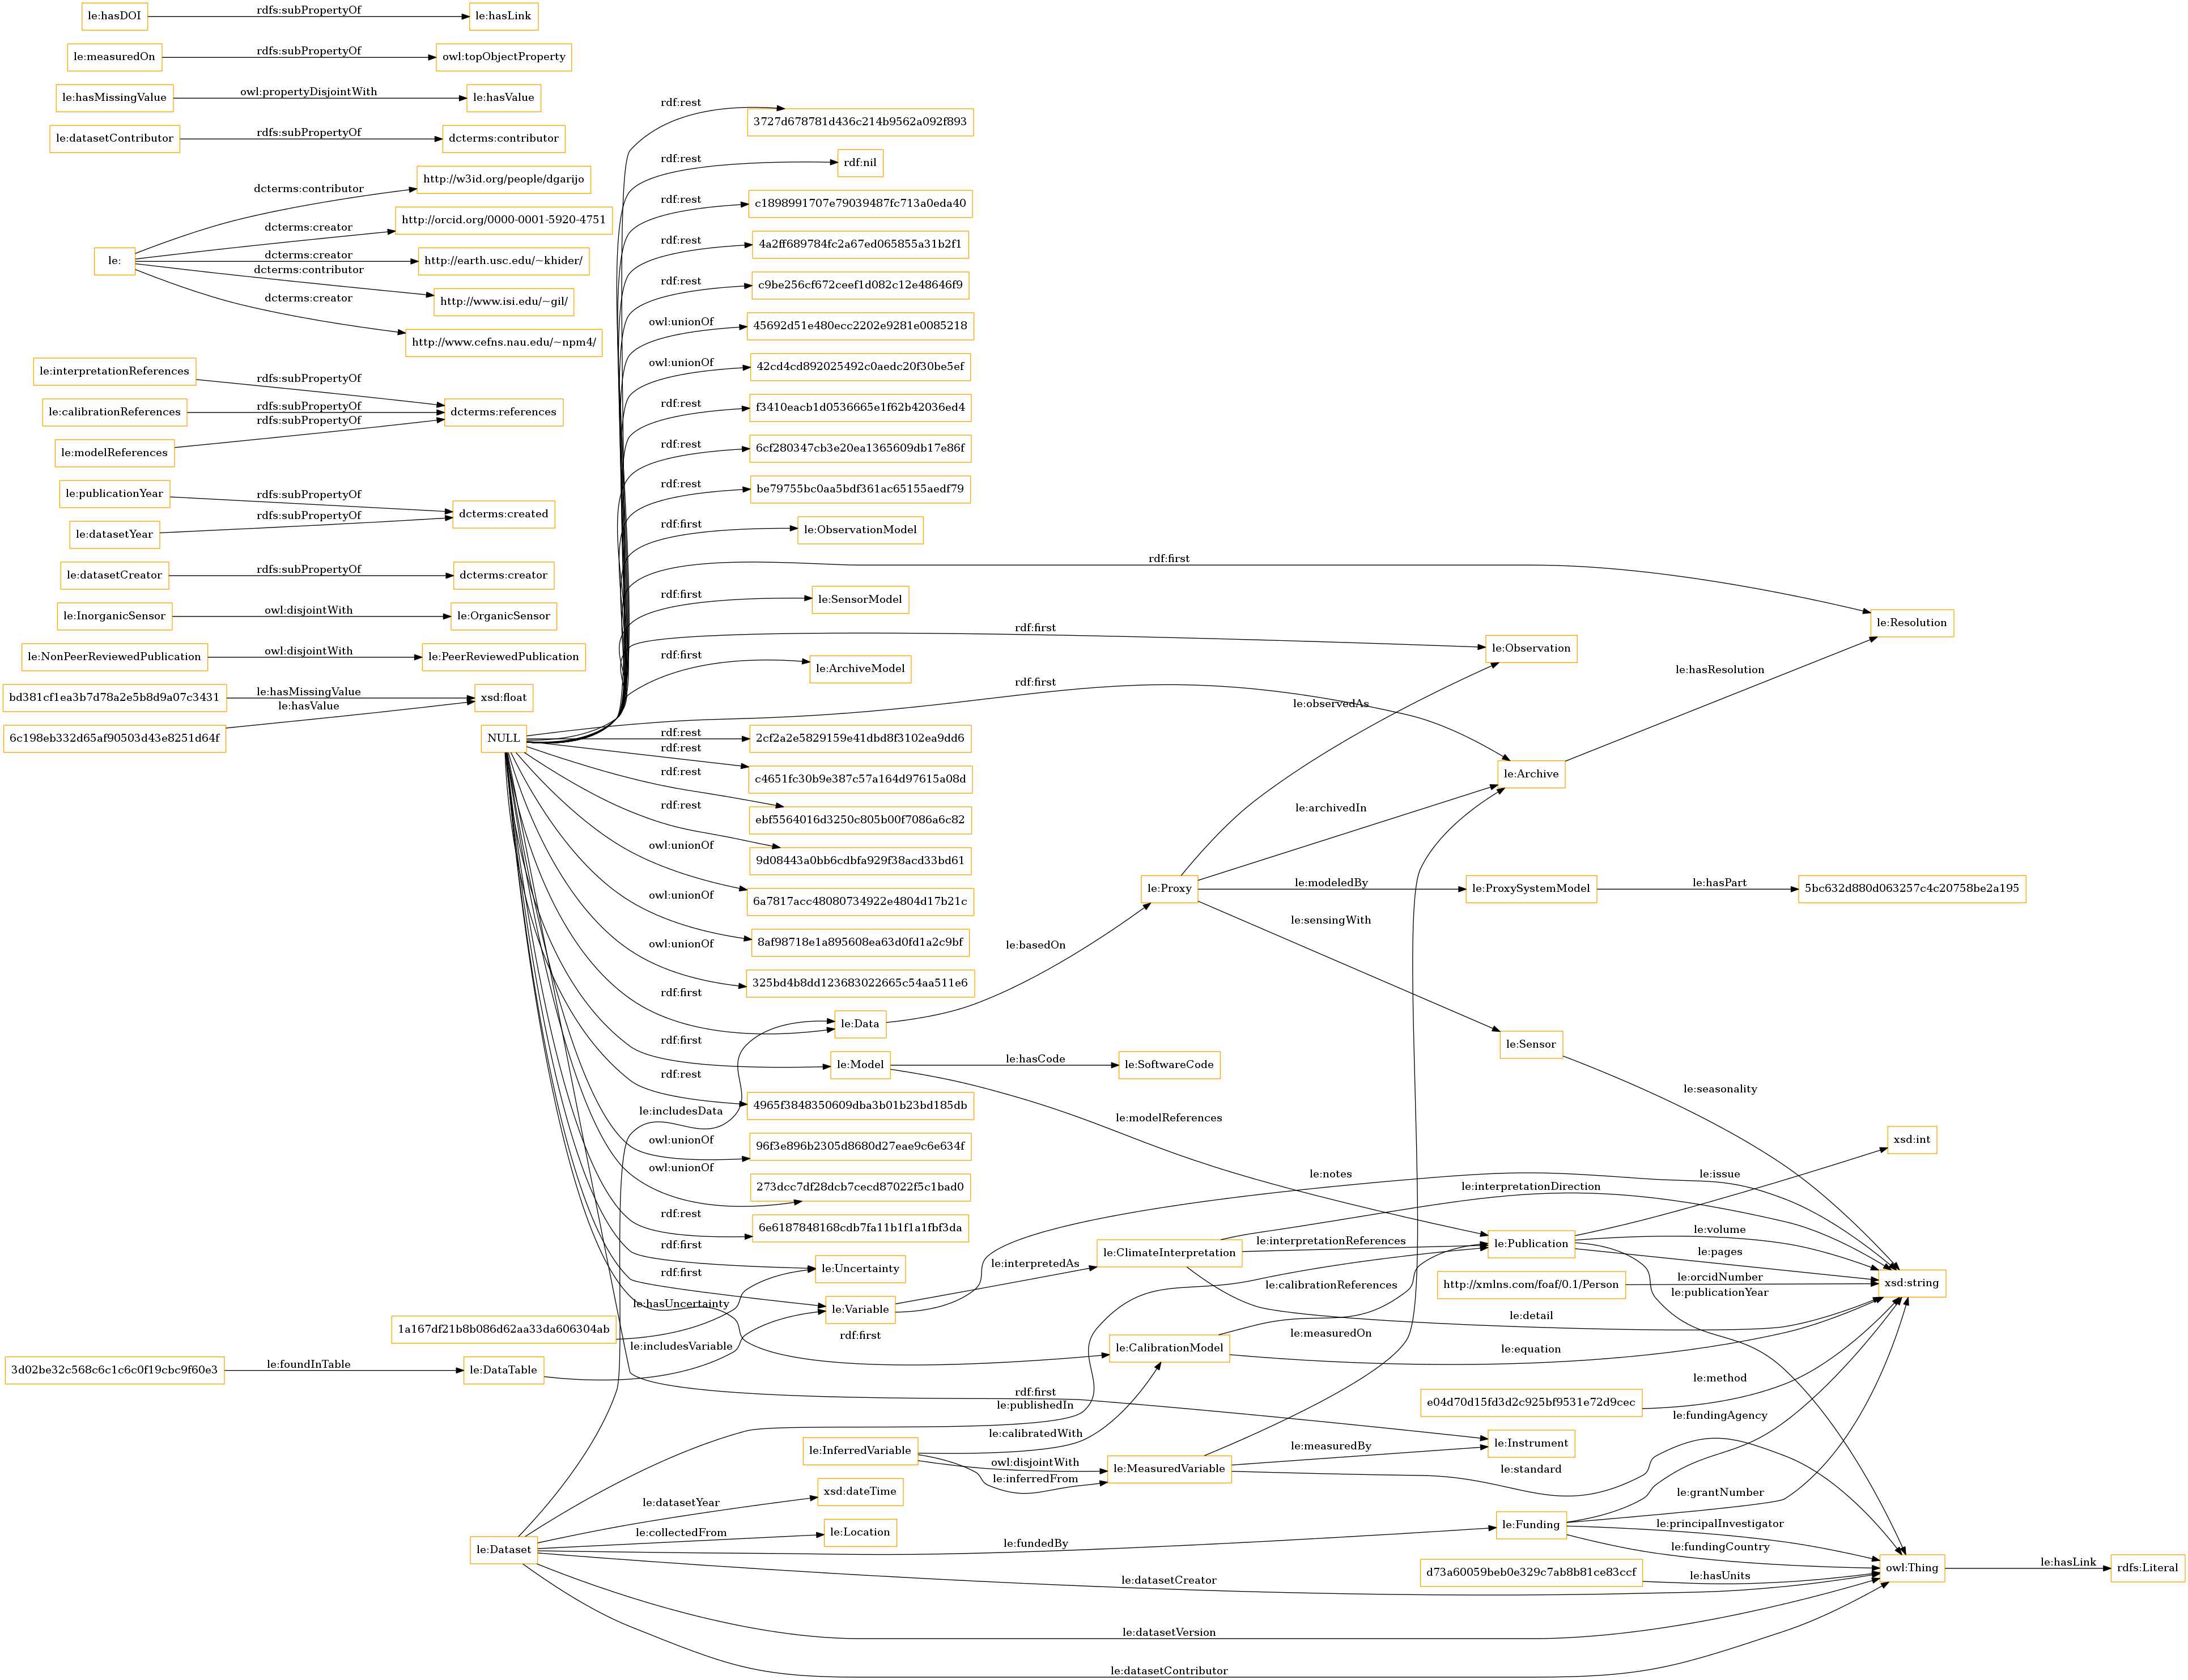 le:hasDOI
rdfs:subPropertyOf
le:hasLink
le:measuredOn
rdfs:subPropertyOf
owl:topObjectProperty
le:hasMissingValue
owl:propertyDisjointWith
le:hasValue
le:datasetContributor
rdfs:subPropertyOf
dcterms:contributor
le:
dcterms:contributor
http://w3id.org/people/dgarijo
dcterms:creator
http://orcid.org/0000-0001-5920-4751
dcterms:creator
http://earth.usc.edu/~khider/
dcterms:contributor
http://www.isi.edu/~gil/
dcterms:creator
http://www.cefns.nau.edu/~npm4/
le:interpretationReferences
rdfs:subPropertyOf
le:calibrationReferences
rdfs:subPropertyOf
dcterms:references
le:modelReferences
rdfs:subPropertyOf
le:publicationYear
rdfs:subPropertyOf
dcterms:created
le:datasetYear
rdfs:subPropertyOf
le:datasetCreator
rdfs:subPropertyOf
dcterms:creator
le:InorganicSensor
owl:disjointWith
le:OrganicSensor
le:NonPeerReviewedPublication
owl:disjointWith
le:PeerReviewedPublication
bd381cf1ea3b7d78a2e5b8d9a07c3431
le:hasMissingValue
xsd:float
6c198eb332d65af90503d43e8251d64f
le:hasValue
NULL
rdf:rest
3727d678781d436c214b9562a092f893
rdf:rest
rdf:nil
rdf:rest
c1898991707e79039487fc713a0eda40
rdf:rest
4a2ff689784fc2a67ed065855a31b2f1
rdf:rest
c9be256cf672ceef1d082c12e48646f9
owl:unionOf
45692d51e480ecc2202e9281e0085218
owl:unionOf
42cd4cd892025492c0aedc20f30be5ef
rdf:rest
f3410eacb1d0536665e1f62b42036ed4
rdf:rest
6cf280347cb3e20ea1365609db17e86f
rdf:rest
be79755bc0aa5bdf361ac65155aedf79
rdf:first
le:ObservationModel
rdf:first
le:Resolution
rdf:first
le:SensorModel
rdf:first
le:Observation
rdf:first
le:ArchiveModel
rdf:first
le:Archive
le:hasResolution
rdf:rest
2cf2a2e5829159e41dbd8f3102ea9dd6
rdf:rest
c4651fc30b9e387c57a164d97615a08d
rdf:rest
ebf5564016d3250c805b00f7086a6c82
rdf:rest
9d08443a0bb6cdbfa929f38acd33bd61
owl:unionOf
6a7817acc48080734922e4804d17b21c
owl:unionOf
8af98718e1a895608ea63d0fd1a2c9bf
owl:unionOf
325bd4b8dd123683022665c54aa511e6
rdf:first
le:Data
le:basedOn
le:Proxy
le:observedAs
le:archivedIn
le:modeledBy
le:ProxySystemModel
le:hasPart
5bc632d880d063257c4c20758be2a195
le:sensingWith
le:Sensor
le:seasonality
rdf:first
le:Model
le:hasCode
le:SoftwareCode
le:modelReferences
rdf:rest
4965f3848350609dba3b01b23bd185db
le:includesData
owl:unionOf
96f3e896b2305d8680d27eae9c6e634f
owl:unionOf
273dcc7df28dcb7cecd87022f5c1bad0
rdf:rest
6e6187848168cdb7fa11b1f1a1fbf3da
rdf:first
le:Uncertainty
rdf:first
le:Variable
le:interpretedAs
le:notes
le:ClimateInterpretation
le:interpretationDirection
le:interpretationReferences
le:detail
le:Publication
le:issue
xsd:int
le:volume
le:pages
le:publicationYear
http://xmlns.com/foaf/0.1/Person
le:orcidNumber
xsd:string
1a167df21b8b086d62aa33da606304ab
le:hasUncertainty
rdf:first
le:CalibrationModel
le:calibrationReferences
le:equation
3d02be32c568c6c1c6c0f19cbc9f60e3
le:foundInTable
le:DataTable
le:includesVariable
le:measuredOn
e04d70d15fd3d2c925bf9531e72d9cec
le:method
rdf:first
le:publishedIn
le:InferredVariable
le:calibratedWith
owl:disjointWith
le:inferredFrom
le:MeasuredVariable
le:measuredBy
le:Instrument
le:standard
le:Dataset
le:datasetYear
xsd:dateTime
le:collectedFrom
le:Location
le:fundedBy
le:Funding
le:fundingAgency
le:grantNumber
le:principalInvestigator
le:fundingCountry
d73a60059beb0e329c7ab8b81ce83ccf
le:hasUnits
owl:Thing
le:hasLink
rdfs:Literal
le:datasetCreator
le:datasetVersion
le:datasetContributor